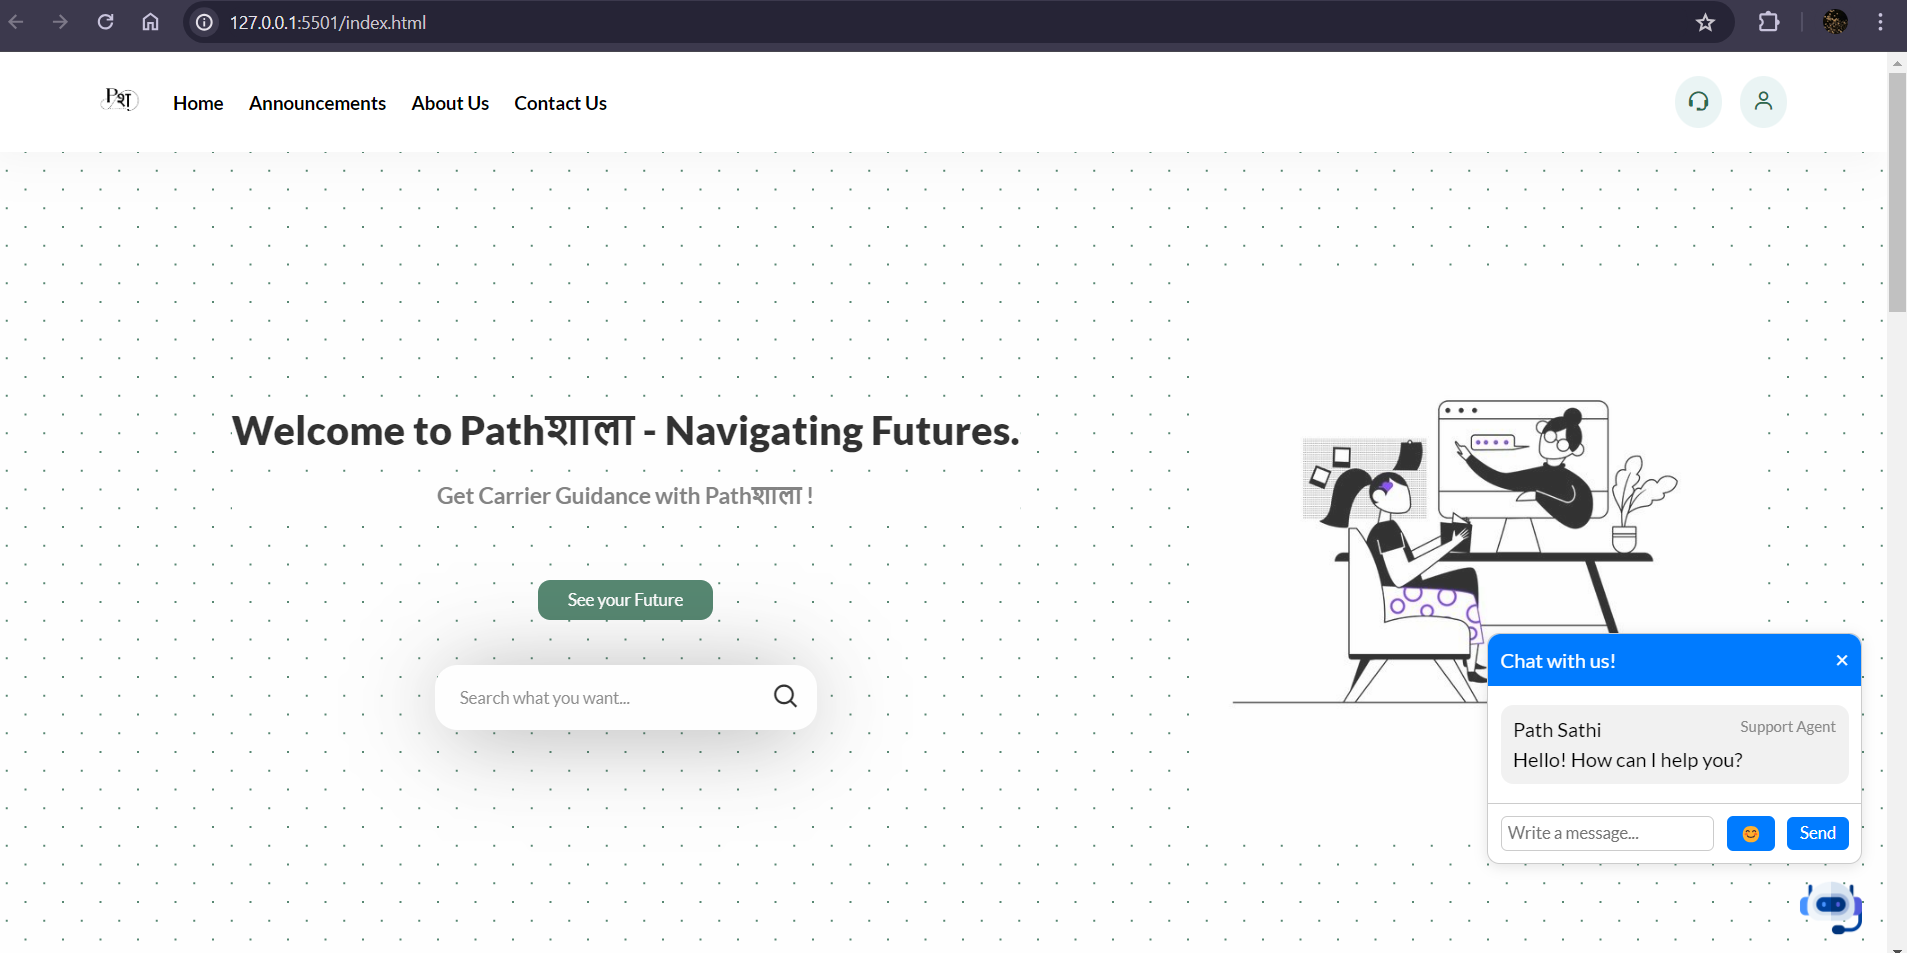 127.0.0.1:5501/index.html
Pशा
Home Announcements About Us Contact Us
Welcome to Pathशाला - Navigating Futures.
Get Carrier Guidance with Pathशाला !
See your Future
Search what you want...
Chat with us!
Path Sathi Support Agent
Hello! How can I help you?
Write a message... 😊 Send